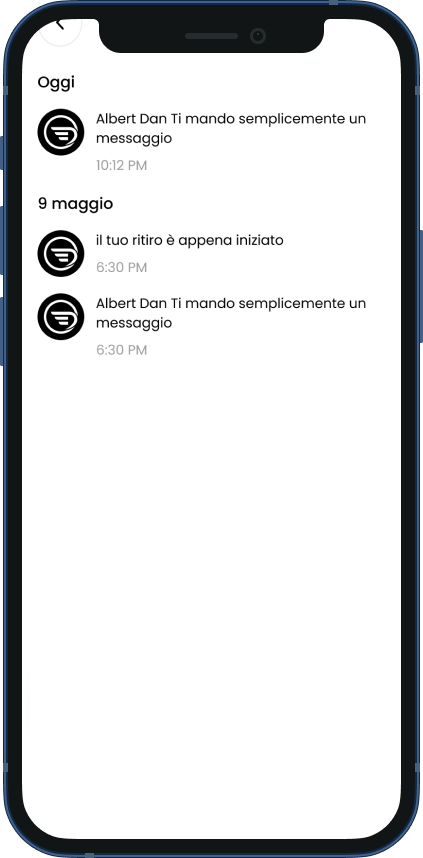 Oggi
Albert Dan Ti mando semplicemente un
messaggio
10:12 PM
9 maggio
il tuo ritiro è appena iniziato
6:30 PM
Albert Dan Ti mando semplicemente un
messaggio
6:30 PM